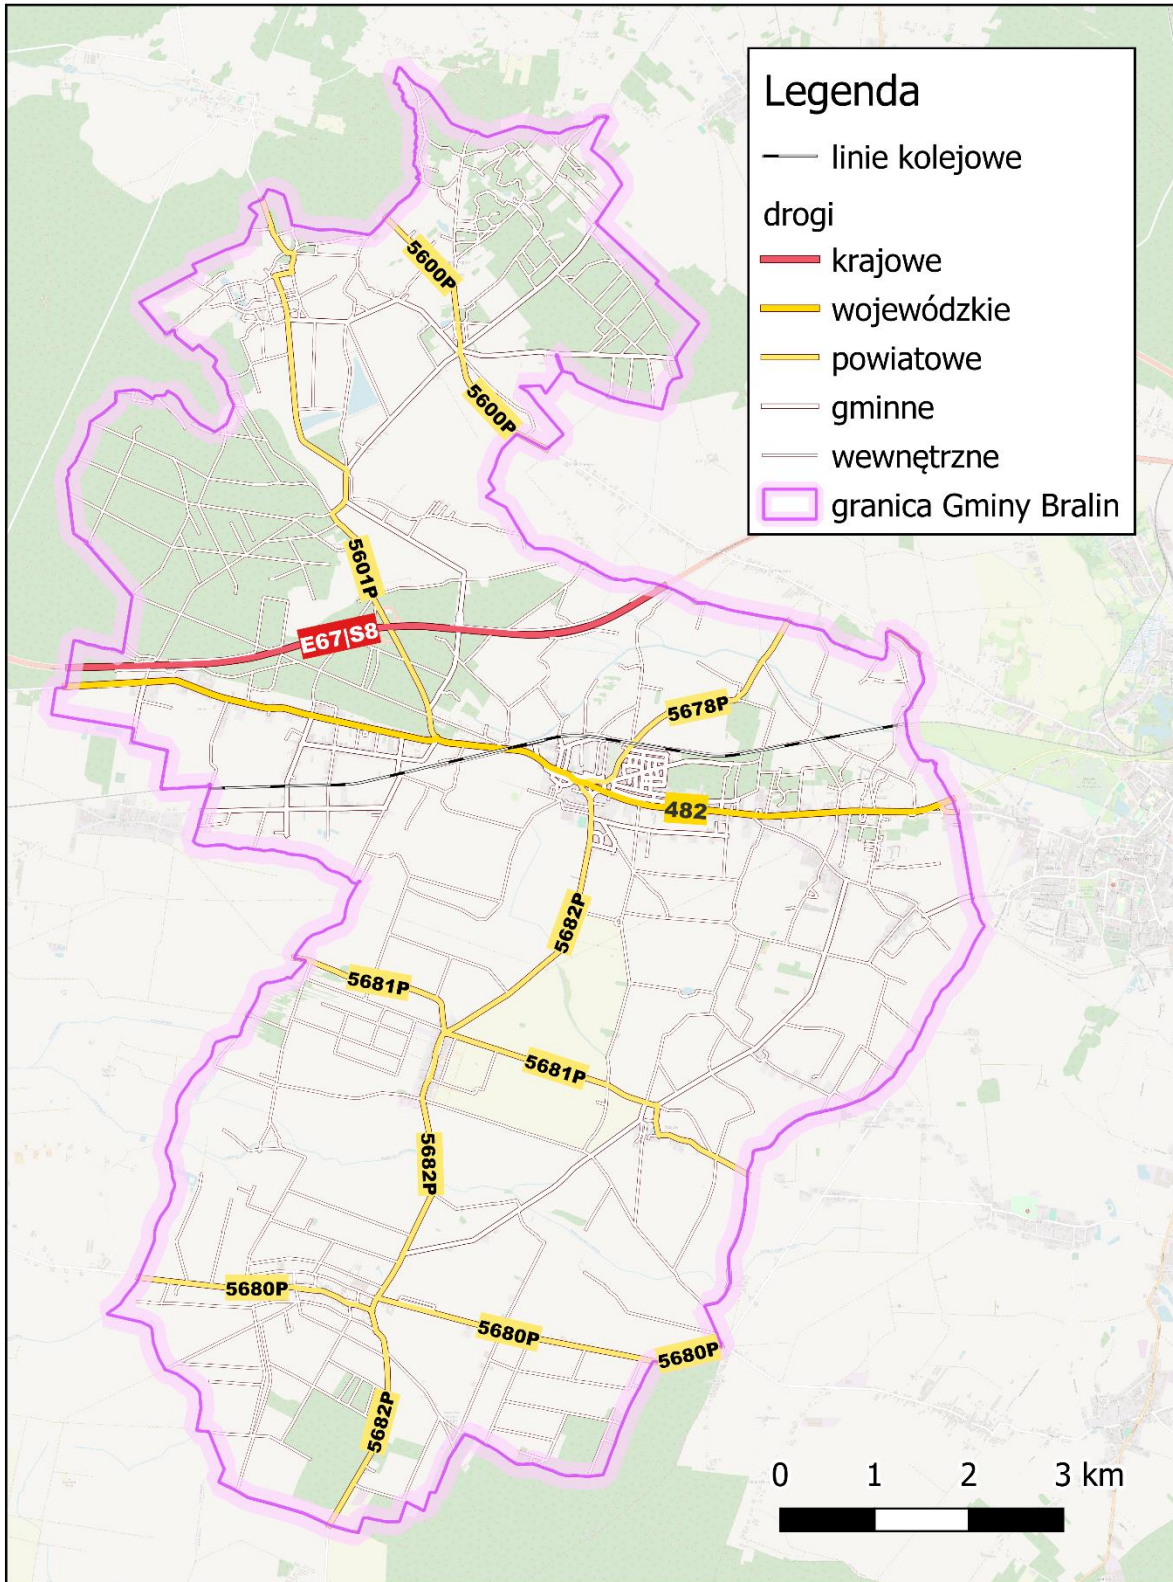 Legenda
linie kolejowe
drogi
krajowe
wojewódzkie
powiatowe
gminne
wewnętrzne
granica Gminy Bralin
5600P
5600P
5601P
E67|S8
5678P
482
5682P
5681P
5681P
5682P
5680P
5680P
5680P
5682P
0 1 2 3 km